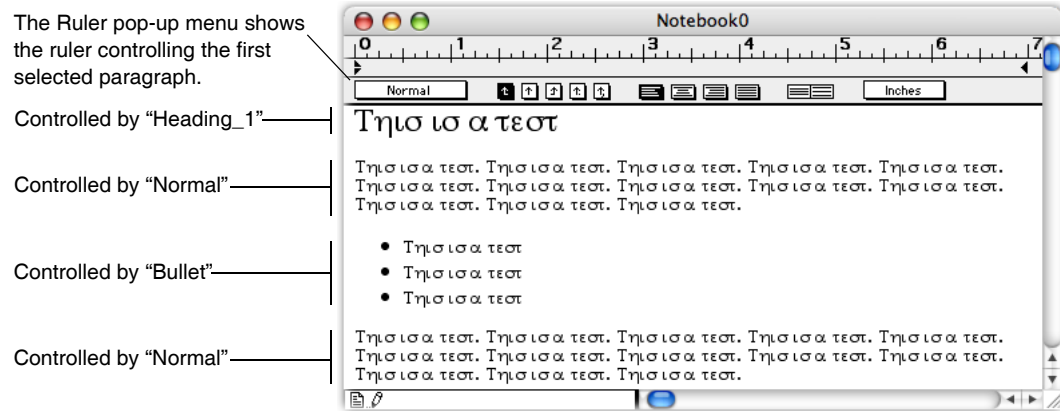 The Ruler pop-up menu shows
the ruler controlling the first
selected paragraph.
Controlled by “Heading_1”
Controlled by “Normal”
Controlled by “Bullet”
Controlled by “Normal”
Notebook0
0 1 2 3 4 5 6 7
Normal Inches
Τηισ ισ α τεστ
Τηισ ισ α τεστ. Τηισ ισ α τεστ. Τηισ ισ α τεστ. Τηισ ισ α τεστ. Τηισ ισ α τεστ.
Τηισ ισ α τεστ. Τηισ ισ α τεστ. Τηισ ισ α τεστ. Τηισ ισ α τεστ. Τηισ ισ α τεστ.
Τηισ ισ α τεστ. Τηισ ισ α τεστ. Τηισ ισ α τεστ.
• Τηισ ισ α τεστ
• Τηισ ισ α τεστ
• Τηισ ισ α τεστ
Τηισ ισ α τεστ. Τηισ ισ α τεστ. Τηισ ισ α τεστ. Τηισ ισ α τεστ. Τηισ ισ α τεστ.
Τηισ ισ α τεστ. Τηισ ισ α τεστ. Τηισ ισ α τεστ. Τηισ ισ α τεστ. Τηισ ισ α τεστ.
Τηισ ισ α τεστ. Τηισ ισ α τεστ. Τηισ ισ α τεστ.